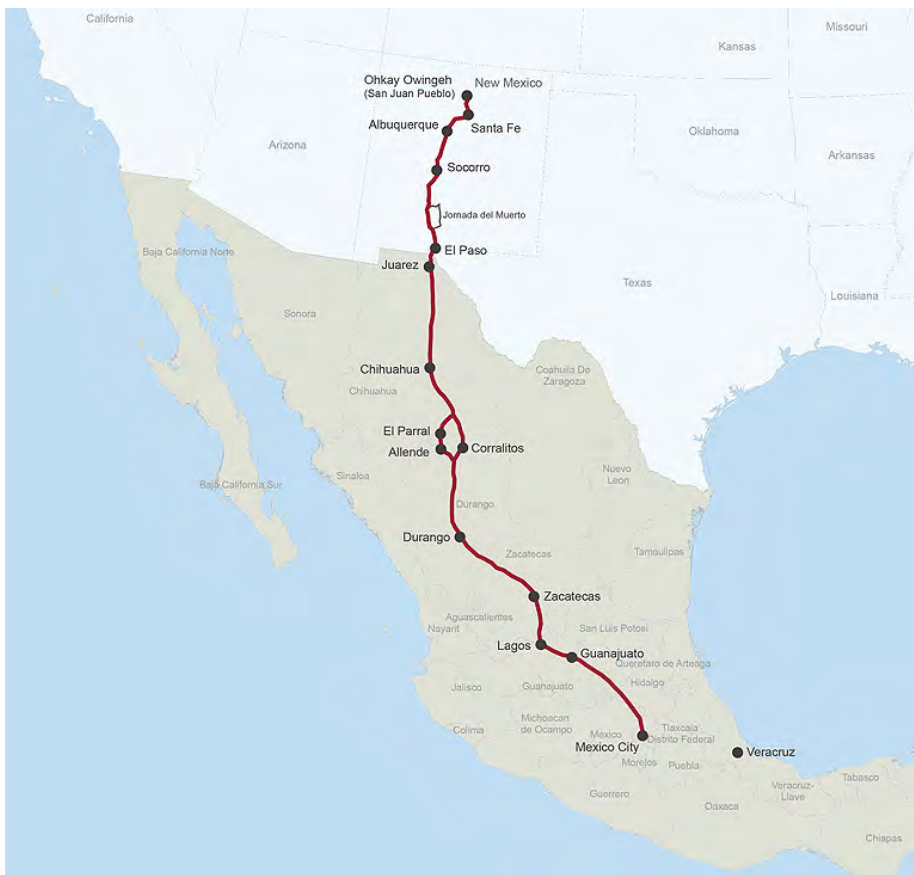 California
Missouri
Kansas
Ohkay Owingeh
(San Juan Pueblo)
New Mexico
Santa Fe
Albuquerque
Oklahoma
Arizona
Arkansas
Socorro
Jornada del Muerto
El Paso
Baja California Norte
Juarez
Texas
Louisiana
Sonora
Chihuahua
Coahuila De
Zaragoza
Chihuahua
El Parral
Allende
Corralitos
Sinaloa
Nuevo
Leon
Baja California Sur
Durango
Durango
Zacatecas
Tamaulipas
Zacatecas
Aguascalientes
Nayarit
San Luis Potosi
Lagos
Guanajuato
Queretaro de Arteaga
Hidalgo
Jalisco
Guanajuato
Michoacan
de Ocampo
Colima
Mexico
Tlaxcala
Distrito Federal
Mexico City
Veracruz
Morelos
Puebla
Tabasco
Veracruz-
Llave
Guerrero
Oaxaca
Chiapas